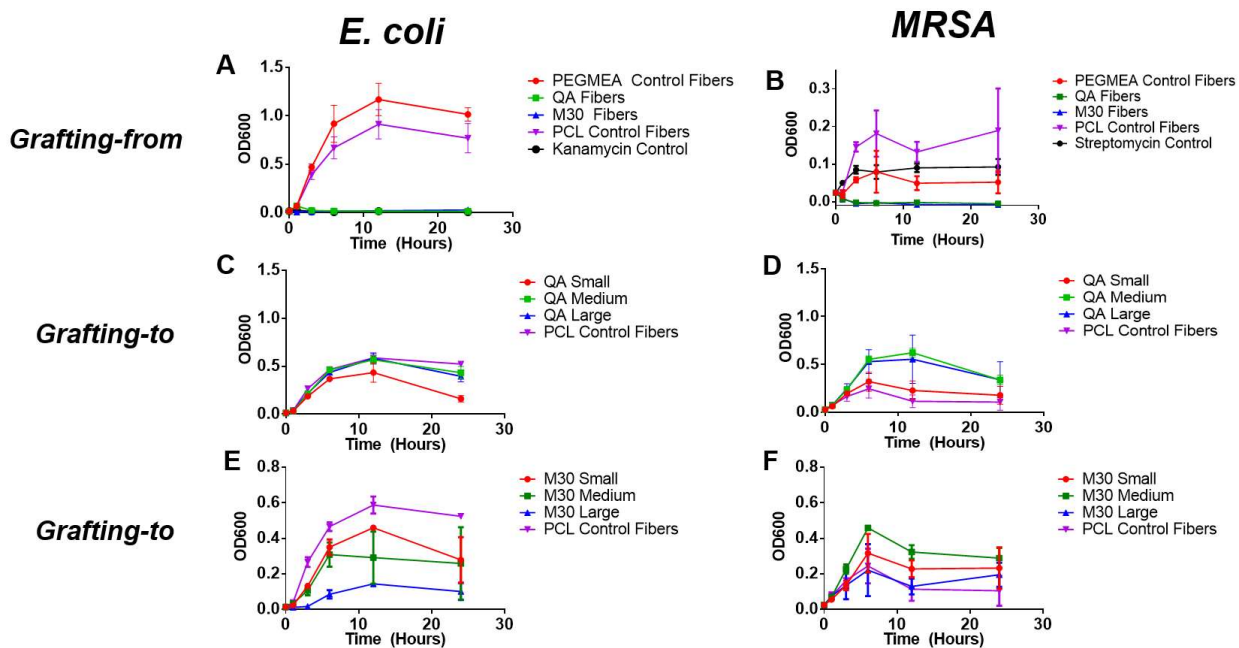 E. coli
MRSA
Grafting-from
A
OD600
1.5
1.0
0.5
0.0
0
10
20
30
Time (Hours)
PEGMEA Control Fibers
QA Fibers
M30 Fibers
PCL Control Fibers
Kanamycin Control
B
OD600
0.3
0.2
0.1
0.0
0
10
20
30
Time (Hours)
PEGMEA Control Fibers
QA Fibers
M30 Fibers
PCL Control Fibers
Streptomycin Control
Grafting-to
C
OD600
1.5
1.0
0.5
0.0
0
10
20
30
Time (Hours)
QA Small
QA Medium
QA Large
PCL Control Fibers
D
OD600
1.5
1.0
0.5
0.0
0
10
20
30
Time (Hours)
QA Small
QA Medium
QA Large
PCL Control Fibers
Grafting-to
E
OD600
0.8
0.6
0.4
0.2
0.0
0
10
20
30
Time (Hours)
M30 Small
M30 Medium
M30 Large
PCL Control Fibers
F
OD600
0.8
0.6
0.4
0.2
0.0
0
10
20
30
Time (Hours)
M30 Small
M30 Medium
M30 Large
PCL Control Fibers